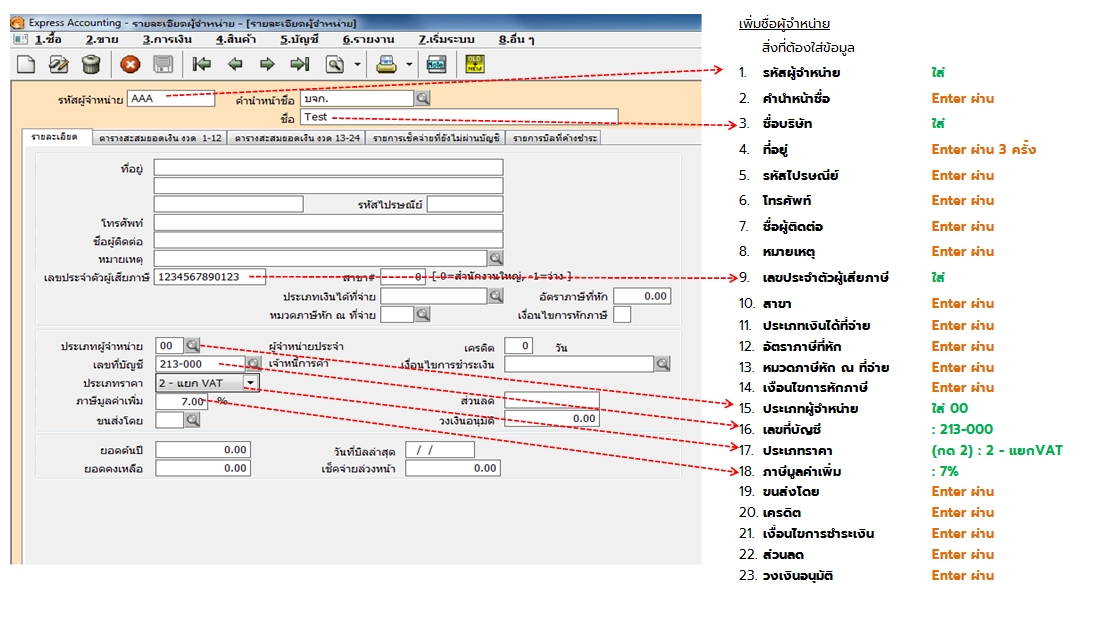 Express Accounting - รายละเอียดผู้จำหน่าย - [รายละเอียดผู้จำหน่าย]
1.ซื้อ 2.ขาย 3.การเงิน 4.สินค้า 5.บัญชี 6.รายงาน 7.เริ่มระบบ 8.อื่น ๆ
รหัสผู้จำหน่าย AAA คำนำหน้าชื่อ บจก.
ชื่อ Test
รายละเอียด ตารางสะสมยอดเงิน งวด 1-12 ตารางสะสมยอดเงิน งวด 13-24 รายการเช็คจ่ายที่ยังไม่ผ่านบัญชี รายการบิลที่ค้างชำระ
ที่อยู่
รหัสไปรษณีย์
โทรศัพท์
ชื่อผู้ติดต่อ
หมายเหตุ
เลขประจำตัวผู้เสียภาษี 1234567890123 สาขา# 0 [ 0=สำนักงานใหญ่, -1=ว่าง ]
ประเภทเงินได้ที่จ่าย อัตราภาษีที่หัก 0.00
หมวดภาษีหัก ณ ที่จ่าย เงื่อนไขการหักภาษี
ประเภทผู้จำหน่าย 00 ผู้จำหน่ายประจำ เครดิต 0 วัน
เลขที่บัญชี 213-000 เจ้าหนี้การค้า เงื่อนไขการชำระเงิน
ประเภทราคา 2 - แยก VAT
ภาษีมูลค่าเพิ่ม 7.00 % ส่วนลด
ขนส่งโดย วงเงินอนุมัติ 0.00
ยอดต้นปี 0.00 วันที่บิลล่าสุด / /
ยอดคงเหลือ 0.00 เช็คจ่ายล่วงหน้า 0.00
เพิ่มชื่อผู้จำหน่าย
สิ่งที่ต้องใส่ข้อมูล
1. รหัสผู้จำหน่าย ใส่
2. คำนำหน้าชื่อ Enter ผ่าน
3. ชื่อบริษัท ใส่
4. ที่อยู่ Enter ผ่าน 3 ครั้ง
5. รหัสไปรษณีย์ Enter ผ่าน
6. โทรศัพท์ Enter ผ่าน
7. ชื่อผู้ติดต่อ Enter ผ่าน
8. หมายเหตุ Enter ผ่าน
9. เลขประจำตัวผู้เสียภาษี ใส่
10. สาขา Enter ผ่าน
11. ประเภทเงินได้ที่จ่าย Enter ผ่าน
12. อัตราภาษีที่หัก Enter ผ่าน
13. หมวดภาษีหัก ณ ที่จ่าย Enter ผ่าน
14. เงื่อนไขการหักภาษี Enter ผ่าน
15. ประเภทผู้จำหน่าย ใส่ 00
16. เลขที่บัญชี : 213-000
17. ประเภทราคา (กด 2) : 2 - แยกVAT
18. ภาษีมูลค่าเพิ่ม : 7%
19. ขนส่งโดย Enter ผ่าน
20. เครดิต Enter ผ่าน
21. เงื่อนไขการชำระเงิน Enter ผ่าน
22. ส่วนลด Enter ผ่าน
23. วงเงินอนุมัติ Enter ผ่าน